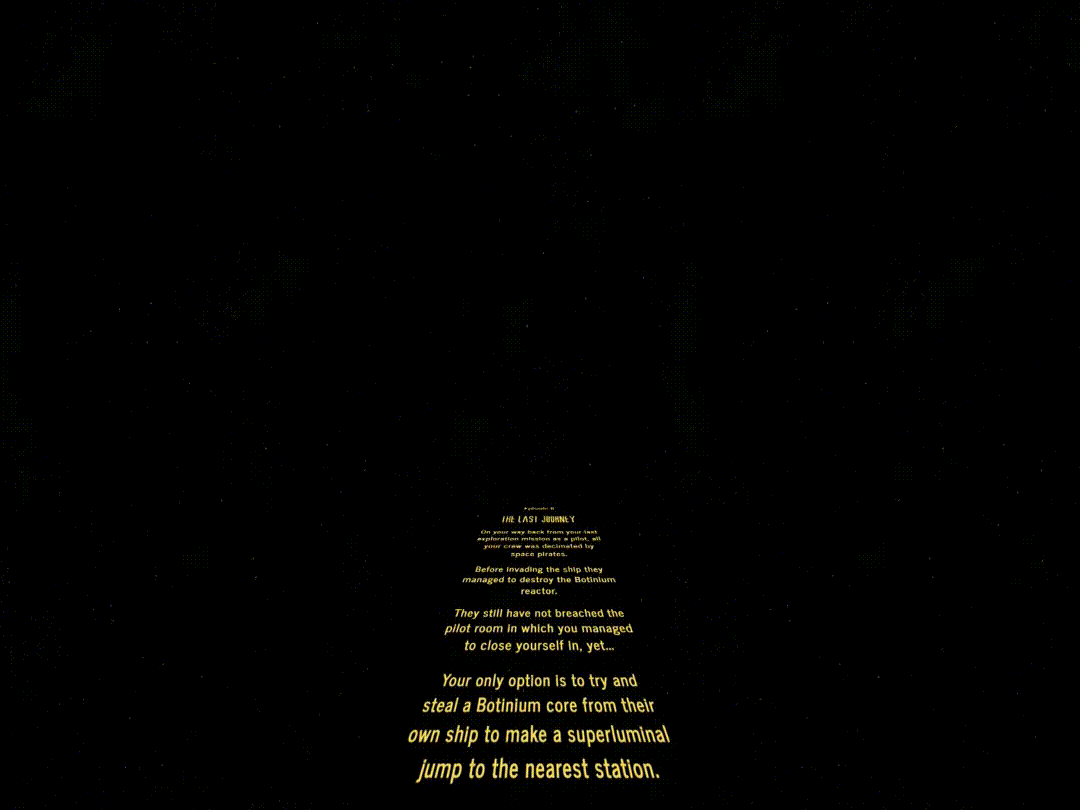 Episode II
THE LAST JOURNEY
On your way back from your last
exploration mission as a pilot, all
your crew was decimated by
space pirates.
Before invading the ship they
managed to destroy the Botinium
reactor.
They still have not breached the
pilot room in which you managed
to close yourself in, yet...
Your only option is to try and
steal a Botinium core from their
own ship to make a superluminal
jump to the nearest station.